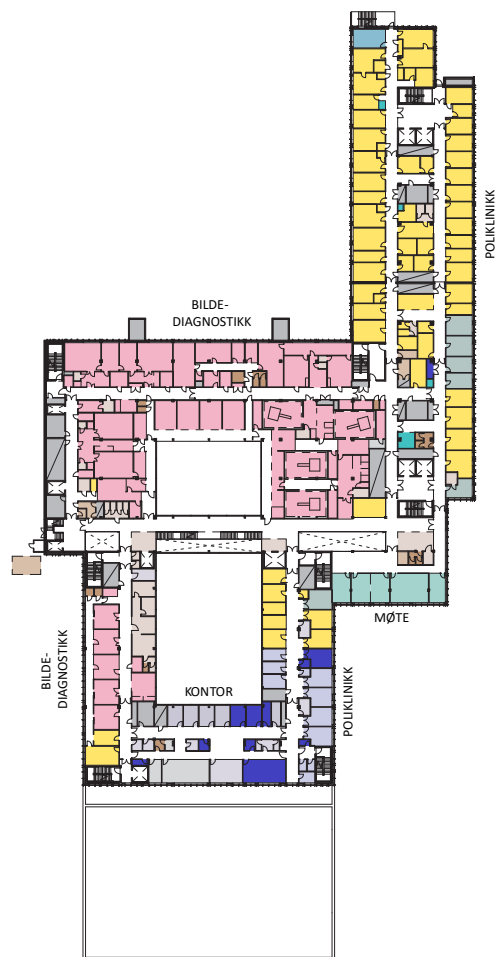 POLIKLINIKK
BILDE-
DIAGNOSTIKK
MØTE
BILDE-
DIAGNOSTIKK
KONTOR
POLIKLINIKK